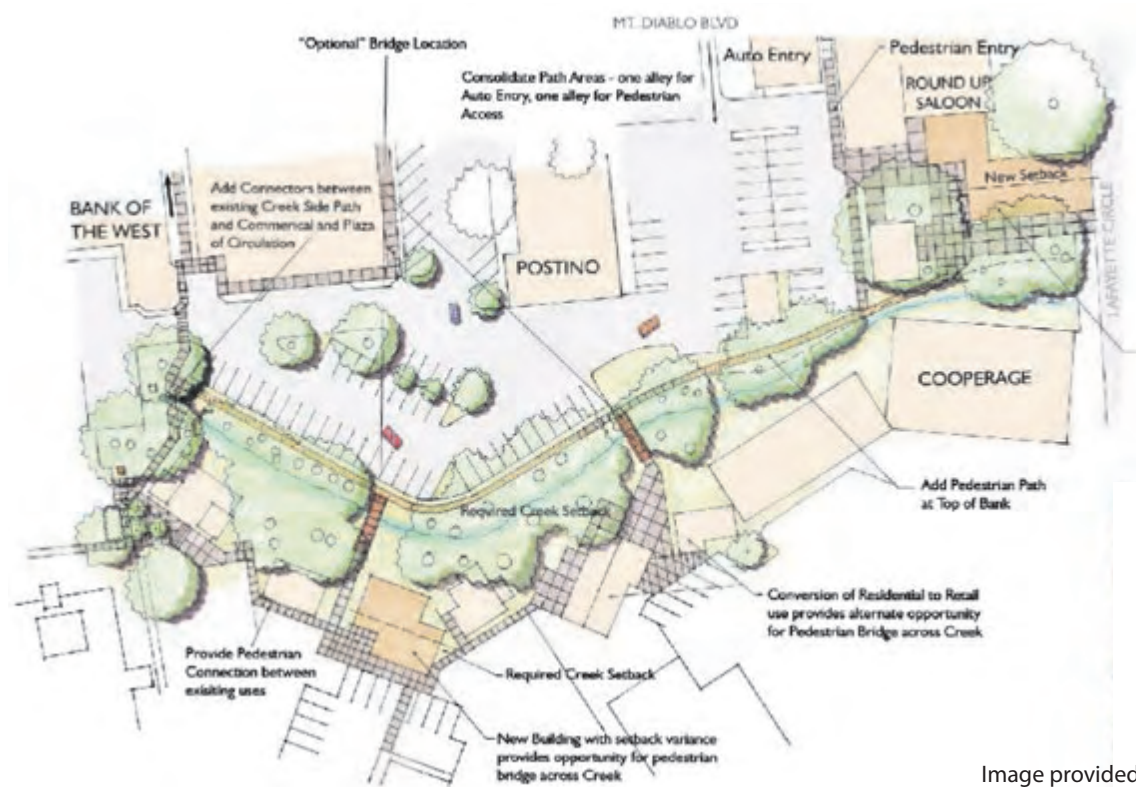 MT. DIABLO BLVD
"Optional" Bridge Location
Auto Entry
Pedestrian Entry
Consolidate Path Areas - one alley for
Auto Entry, one alley for Pedestrian
Access
ROUND UP
SALOON
New Setback
LAFAYETTE CIRCLE
BANK OF
THE WEST
Add Connectors between
existing Creek Side Path
and Commerical and Plaza
of Circulation
POSTINO
COOPERAGE
Required Creek Setback
Add Pedestrian Path
at Top of Bank
Conversion of Residential to Retail
use provides alternate opportunity
for Pedestrian Bridge across Creek
Provide Pedestrian
Connection between
exisiting uses
Required Creek Setback
New Building with setback variance
provides opportunity for pedestrian
bridge across Creek
Image provided